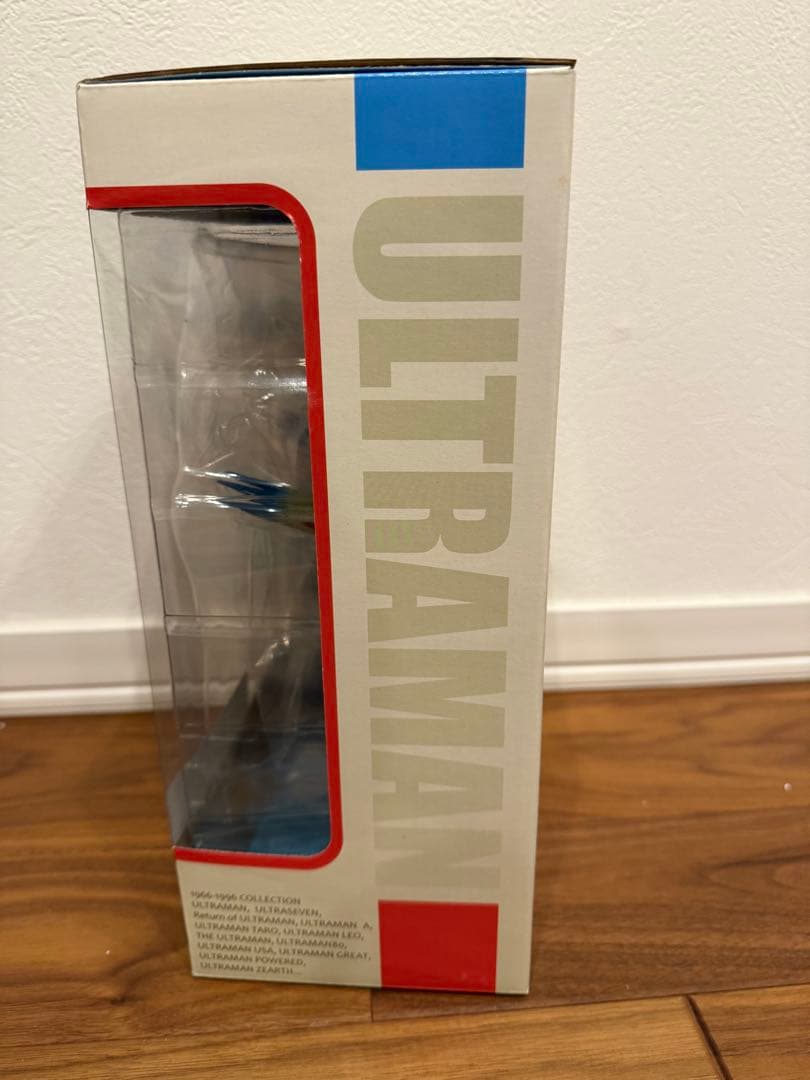 ULTRAMAN
1966-1996 COLLECTION
ULTRAMAN, ULTRASEVEN,
Return of ULTRAMAN, ULTRAMAN A,
ULTRAMAN TARO, ULTRAMAN LEO,
THE ULTRAMAN, ULTRAMAN80,
ULTRAMAN USA, ULTRAMAN GREAT,
ULTRAMAN POWERED,
ULTRAMAN ZEARTH...